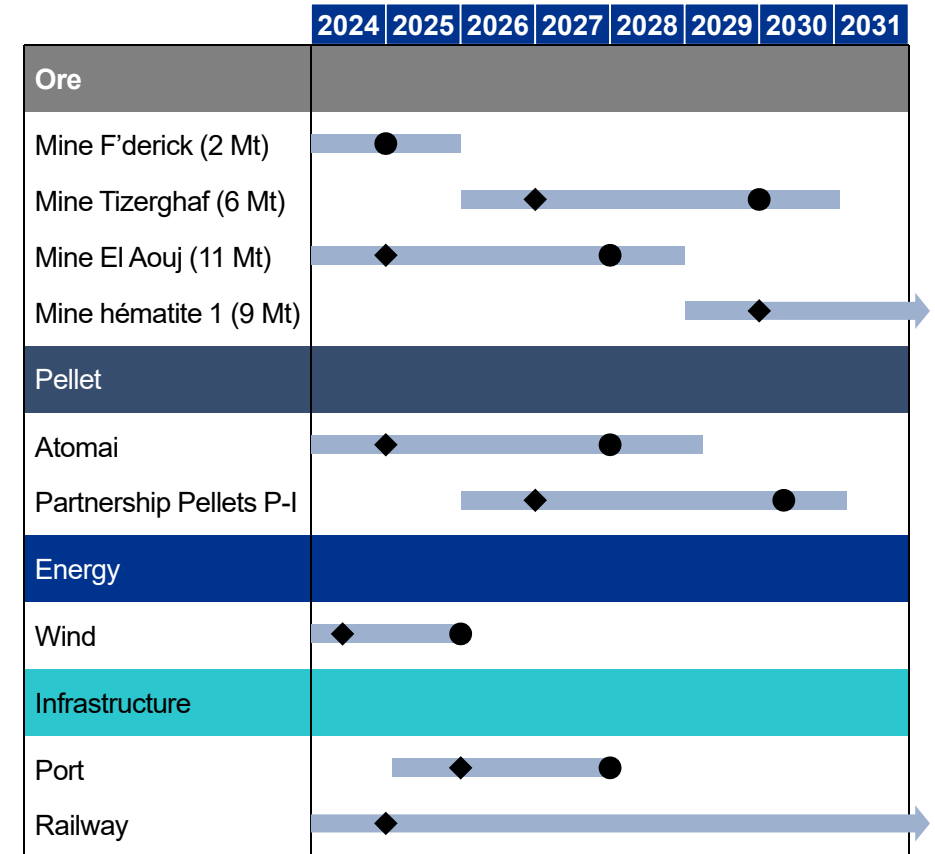 2024 2025 2026 2027 2028 2029 2030 2031
Ore
Mine F’derick (2 Mt)
Mine Tizerghaf (6 Mt)
Mine El Aouj (11 Mt)
Mine hématite 1 (9 Mt)
Pellet
Atomai
Partnership Pellets P-I
Energy
Wind
Infrastructure
Port
Railway